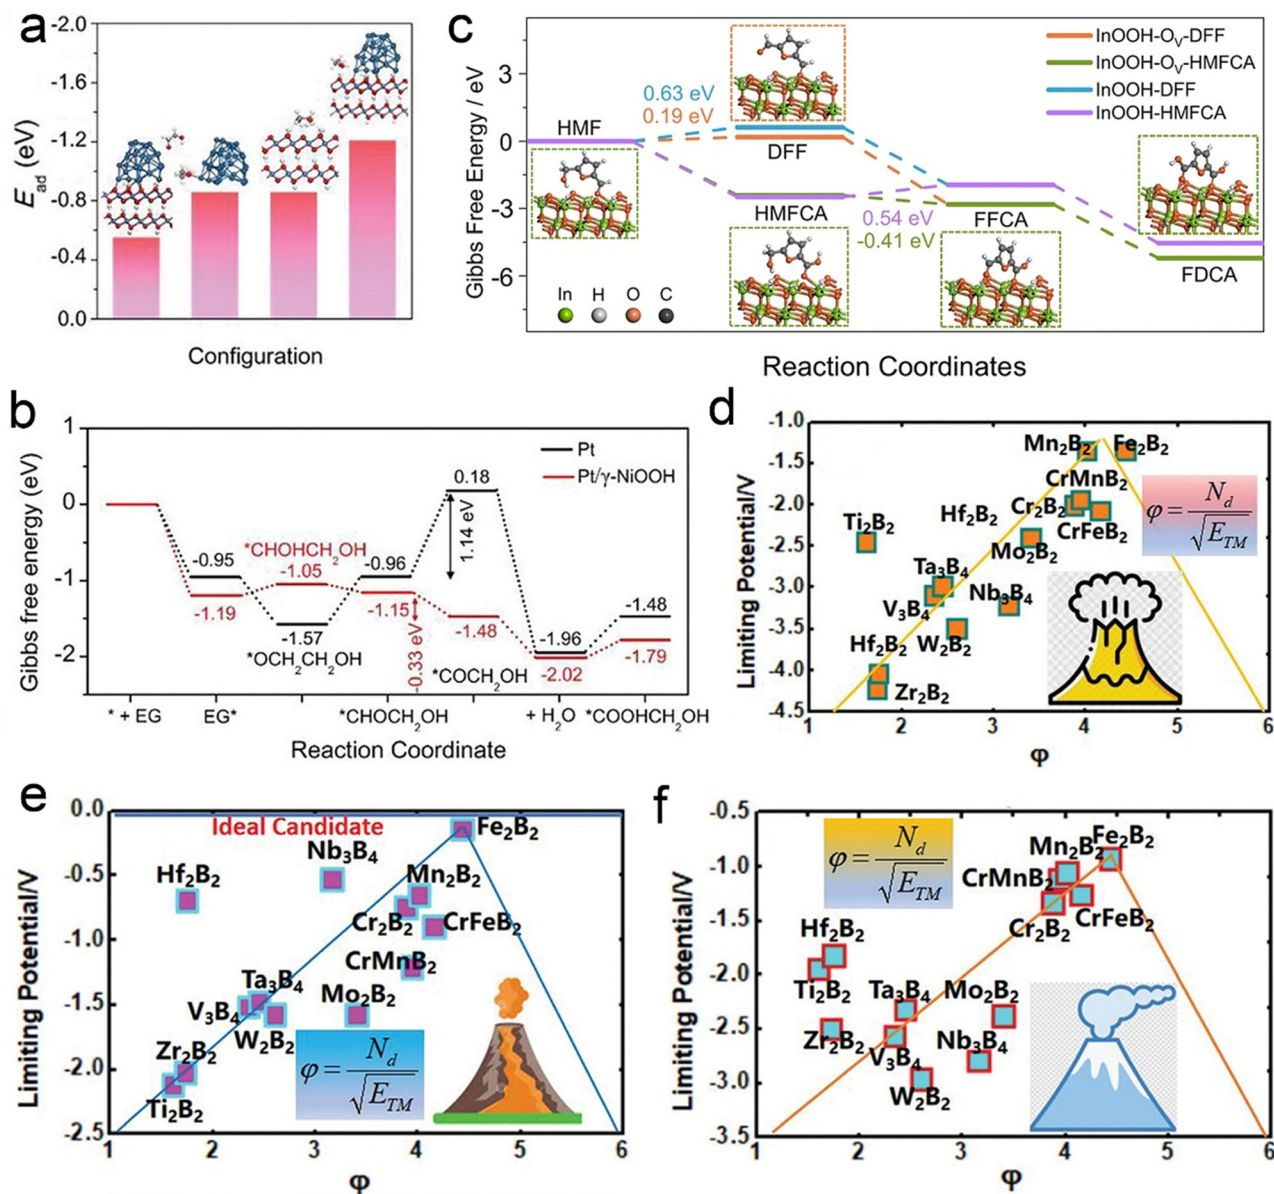 a
-2.0
-1.6
-1.2
-0.8
-0.4
0.0
E_ad (eV)
Configuration
c
Gibbs Free Energy / eV
3
0
-3
-6
HMF
0.63 eV
0.19 eV
DFF
HMFCA
0.54 eV
-0.41 eV
FFCA
FDCA
InOOH-O_V-DFF
InOOH-O_V-HMFCA
InOOH-DFF
InOOH-HMFCA
In H O C
Reaction Coordinates
b
Gibbs free energy (eV)
1
0
-1
-2
Pt
Pt/γ-NiOOH
-0.95
-1.19
*CHOHCH₂OH
-1.05
-1.57
*OCH₂CH₂OH
-0.96
-1.15
-0.33 eV
0.18
1.14 eV
-1.48
*COCH₂OH
-1.96
-2.02
-1.48
-1.79
* + EG EG* *CHOCH₂OH + H₂O *COOHCH₂OH
Reaction Coordinate
d
Limiting Potential/V
-1.0
-1.5
-2.0
-2.5
-3.0
-3.5
-4.0
-4.5
Mn₂B₂ Fe₂B₂
CrMnB₂
Cr₂B₂
CrFeB₂
Hf₂B₂
Ti₂B₂
Mo₂B₂
Ta₃B₄
Nb₃B₄
V₃B₄
W₂B₂
Hf₂B₂
Zr₂B₂
φ = N_d / √E_TM
2 3 4 5 6
φ
e
Limiting Potential/V
0.0
-0.5
-1.0
-1.5
-2.0
-2.5
Ideal Candidate
Fe₂B₂
Nb₃B₄
Hf₂B₂
Mn₂B₂
Cr₂B₂
CrFeB₂
CrMnB₂
Ta₃B₄
Mo₂B₂
V₃B₄
W₂B₂
Zr₂B₂
Ti₂B₂
φ = N_d / √E_TM
1 2 3 4 5 6
φ
f
Limiting Potential/V
-0.5
-1.0
-1.5
-2.0
-2.5
-3.0
-3.5
φ = N_d / √E_TM
Fe₂B₂
Mn₂B₂
CrMnB₂
CrFeB₂
Cr₂B₂
Hf₂B₂
Ti₂B₂
Ta₃B₄
Mo₂B₂
Zr₂B₂
V₃B₄
Nb₃B₄
W₂B₂
1 2 3 4 5 6
φ